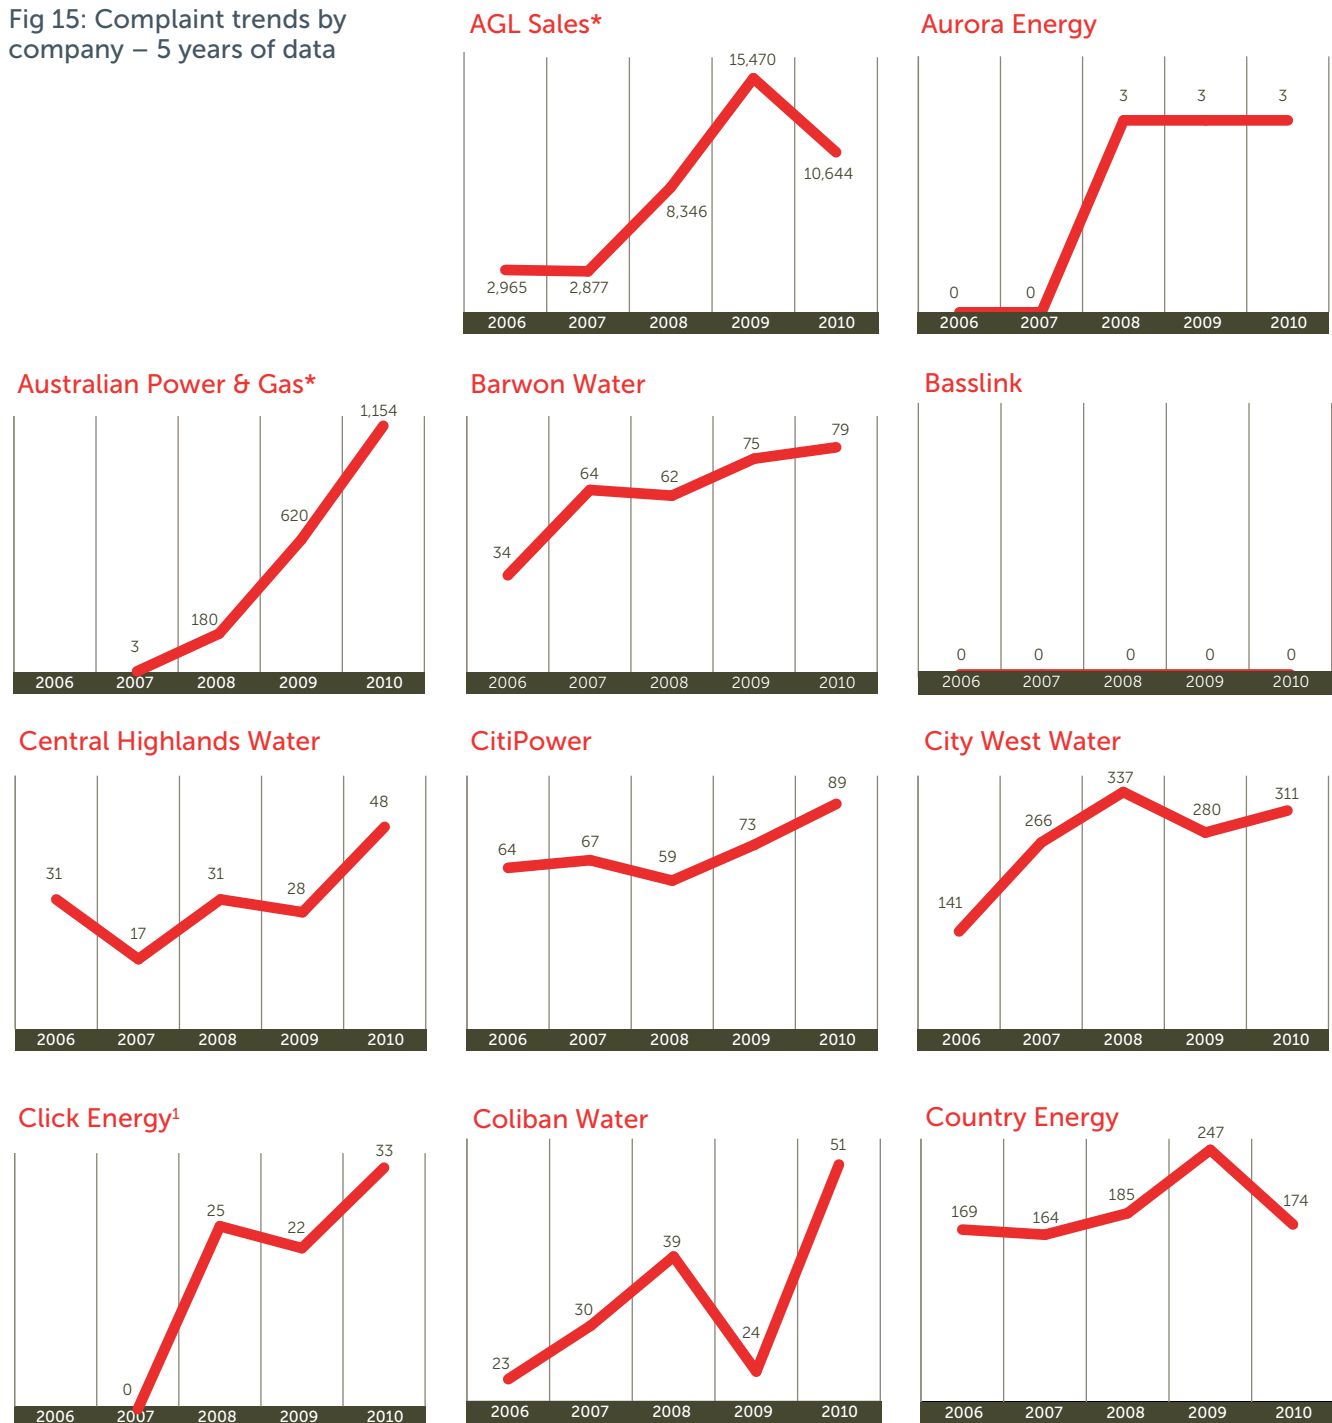 Fig 15: Complaint trends by
company – 5 years of data
AGL Sales*
15,470
10,644
8,346
2,965
2,877
2006 2007 2008 2009 2010
Aurora Energy
3 3 3
0 0
2006 2007 2008 2009 2010
Australian Power & Gas*
1,154
620
180
3
2006 2007 2008 2009 2010
Barwon Water
79
75
64
62
34
2006 2007 2008 2009 2010
Basslink
0 0 0 0 0
2006 2007 2008 2009 2010
Central Highlands Water
48
31 31
28
17
2006 2007 2008 2009 2010
CitiPower
89
73
67
64
59
2006 2007 2008 2009 2010
City West Water
337
311
280
266
141
2006 2007 2008 2009 2010
Click Energy¹
33
25
22
0
2006 2007 2008 2009 2010
Coliban Water
51
39
30
24
23
2006 2007 2008 2009 2010
Country Energy
247
185
174
169
164
2006 2007 2008 2009 2010